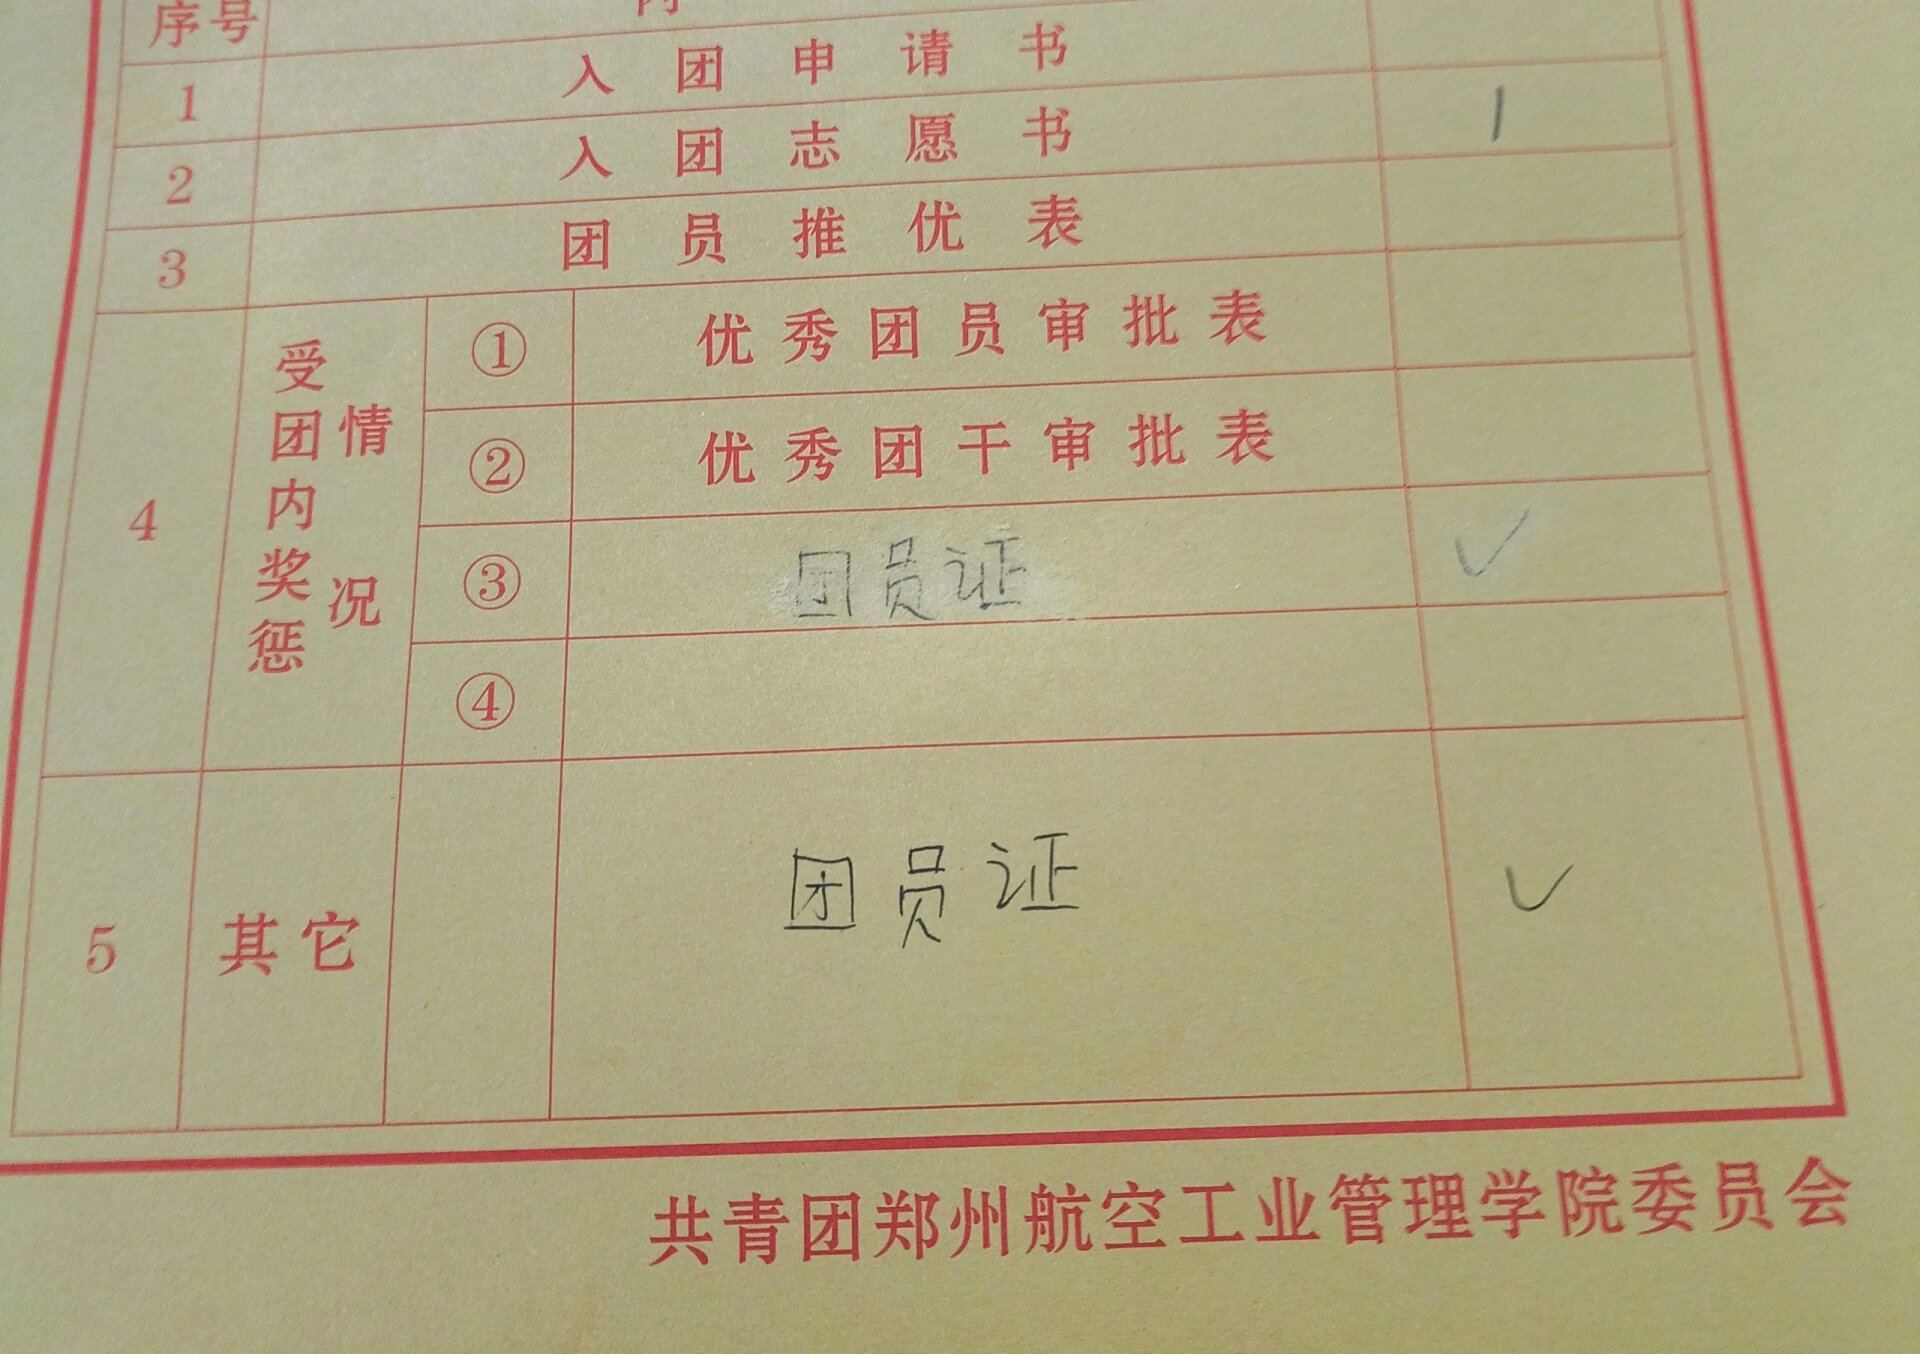 序号
1 入团申请书
2 入团志愿书 1
3 团员推优表
4 受团内奖惩情况 ① 优秀团员审批表
② 优秀团干审批表
③ 团员证 ✓
④
5 其它 团员证 ✓
共青团郑州航空工业管理学院委员会